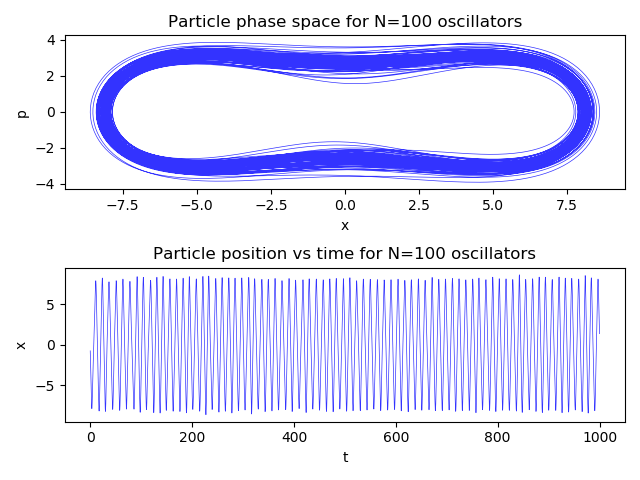 Particle phase space for N=100 oscillators
4
2
0
−2
−4
p
−7.5 −5.0 −2.5 0.0 2.5 5.0 7.5
x
Particle position vs time for N=100 oscillators
5
0
−5
x
0 200 400 600 800 1000
t